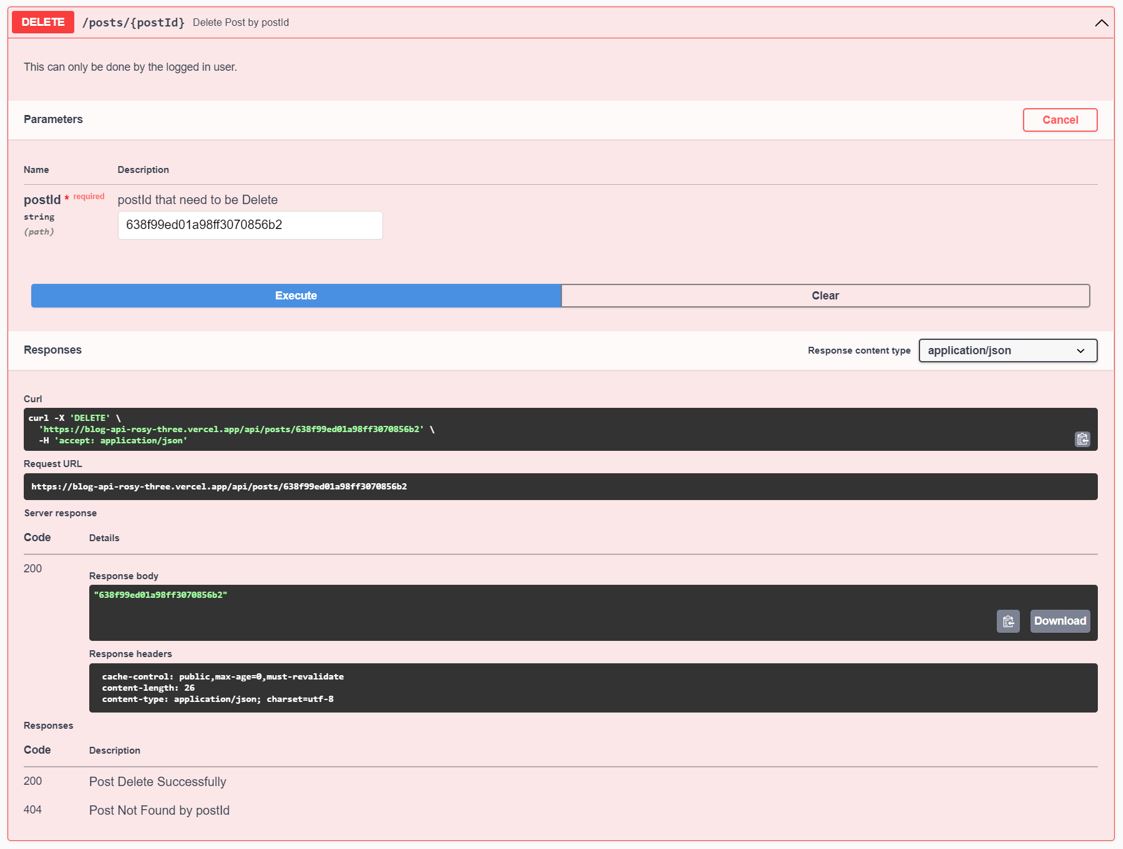 DELETE /posts/{postId} Delete Post by postId
This can only be done by the logged in user.
Parameters Cancel
Name Description
postId * required postId that need to be Delete
string 638f99ed01a98ff3070856b2
(path)
Execute Clear
Responses Response content type application/json
Curl
curl -X 'DELETE' \
'https://blog-api-rosy-three.vercel.app/api/posts/638f99ed01a98ff3070856b2' \
-H 'accept: application/json'
Request URL
https://blog-api-rosy-three.vercel.app/api/posts/638f99ed01a98ff3070856b2
Server response
Code Details
200
Response body
"638f99ed01a98ff3070856b2"
Download
Response headers
cache-control: public,max-age=0,must-revalidate
content-length: 26
content-type: application/json; charset=utf-8
Responses
Code Description
200 Post Delete Successfully
404 Post Not Found by postId